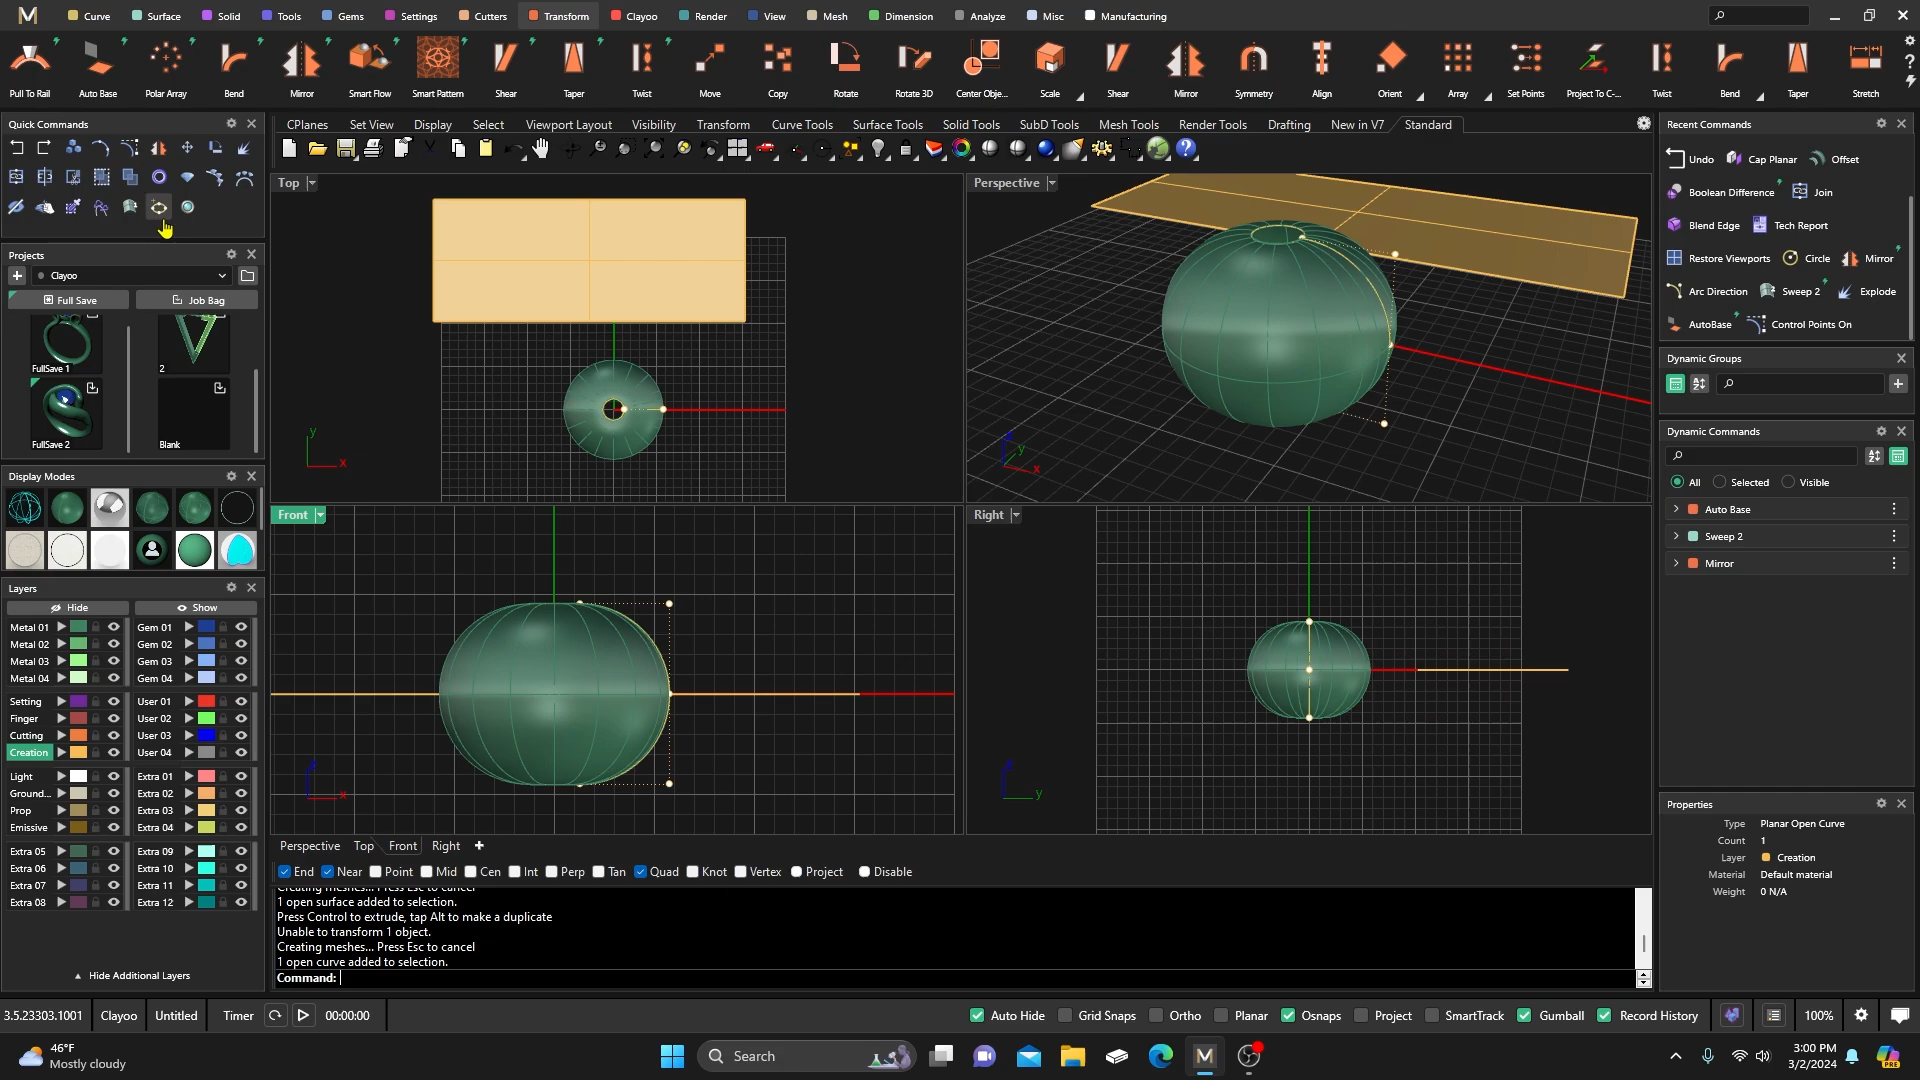 Curve Surface Solid Tools Gems Settings Cutters Transform Clayoo Render View Mesh Dimension Analyze Misc Manufacturing
Pull To Rail Auto Base Polar Array Bend Mirror Smart Flow Smart Pattern Shear Taper Twist Move Copy Rotate Rotate 3D Center Obje... Scale Shear Mirror Symmetry Align Orient Array Set Points Project To C-... Twist Bend Taper Stretch
Quick Commands
CPlanes Set View Display Select Viewport Layout Visibility Transform Curve Tools Surface Tools Solid Tools SubD Tools Mesh Tools Render Tools Drafting New in V7 Standard
Recent Commands
Undo Cap Planar Offset
Boolean Difference Join
Blend Edge Tech Report
Restore Viewports Circle Mirror
Arc Direction Sweep 2 Explode
AutoBase Control Points On
Projects
Clayoo
Full Save Job Bag
FullSave 1 2
FullSave 2 Blank
Display Modes
Layers
Hide Show
Metal 01 Gem 01
Metal 02 Gem 02
Metal 03 Gem 03
Metal 04 Gem 04
Setting User 01
Finger User 02
Cutting User 03
Creation User 04
Light Extra 01
Ground... Extra 02
Prop Extra 03
Emissive Extra 04
Extra 05 Extra 09
Extra 06 Extra 10
Extra 07 Extra 11
Extra 08 Extra 12
Hide Additional Layers
Top
y
x
Perspective
y
x
Front
x
Right
y
Perspective Top Front Right
End Near Point Mid Cen Int Perp Tan Quad Knot Vertex Project Disable
Creating meshes... Press Esc to cancel
1 open surface added to selection.
Press Control to extrude, tap Alt to make a duplicate
Unable to transform 1 object.
Creating meshes... Press Esc to cancel
1 open curve added to selection.
Command:
Dynamic Groups
Dynamic Commands
All Selected Visible
Auto Base
Sweep 2
Mirror
Properties
Type Planar Open Curve
Count 1
Layer Creation
Material Default material
Weight 0 N/A
3.5.23303.1001 Clayoo Untitled Timer 00:00:00 Auto Hide Grid Snaps Ortho Planar Osnaps Project SmartTrack Gumball Record History 100%
46°F
Mostly cloudy
Search
3:00 PM
3/2/2024
PRE